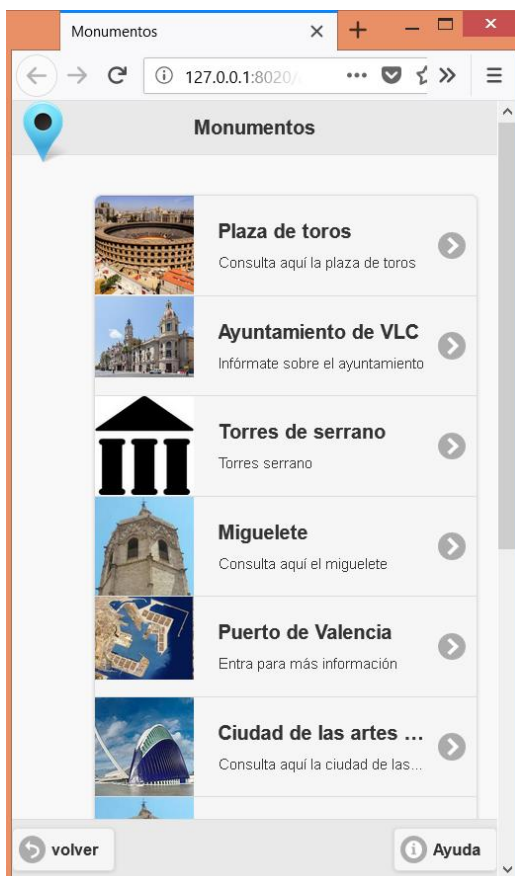 Monumentos
127.0.0.1:8020/
Monumentos
Plaza de toros
Consulta aquí la plaza de toros
Ayuntamiento de VLC
Infórmate sobre el ayuntamiento
Torres de serrano
Torres serrano
Miguelete
Consulta aquí el miguelete
Puerto de Valencia
Entra para más información
Ciudad de las artes ...
Consulta aquí la ciudad de las...
volver
Ayuda